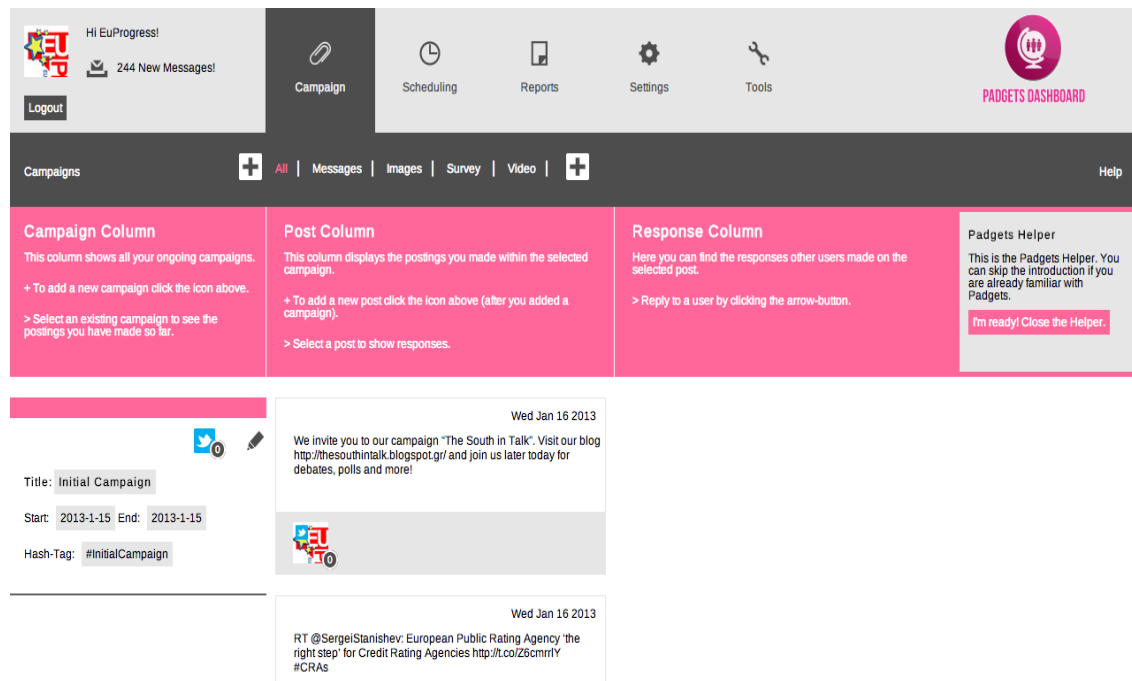 Hi EuProgress!
244 New Messages!
Logout
Campaign
Scheduling
Reports
Settings
Tools
PADGETS DASHBOARD
Campaigns
All | Messages | Images | Survey | Video |
Help
Campaign Column
This column shows all your ongoing campaigns.
+ To add a new campaign click the icon above.
> Select an existing campaign to see the
postings you have made so far.
Post Column
This column displays the postings you made within the selected
campaign.
+ To add a new post click the icon above (after you added a
campaign).
> Select a post to show responses.
Response Column
Here you can find the responses other users made on the
selected post.
> Reply to a user by clicking the arrow-button.
Padgets Helper
This is the Padgets Helper. You
can skip the introduction if you
are already familiar with
Padgets.
I'm ready! Close the Helper.
0
Title: Initial Campaign
Start: 2013-1-15 End: 2013-1-15
Hash-Tag: #InitialCampaign
Wed Jan 16 2013
We invite you to our campaign "The South in Talk". Visit our blog
http://thesouthintalk.blogspot.gr/ and join us later today for
debates, polls and more!
0
Wed Jan 16 2013
RT @SergeiStanishev: European Public Rating Agency 'the
right step' for Credit Rating Agencies http://t.co/Z6cmrrlY
#CRAs